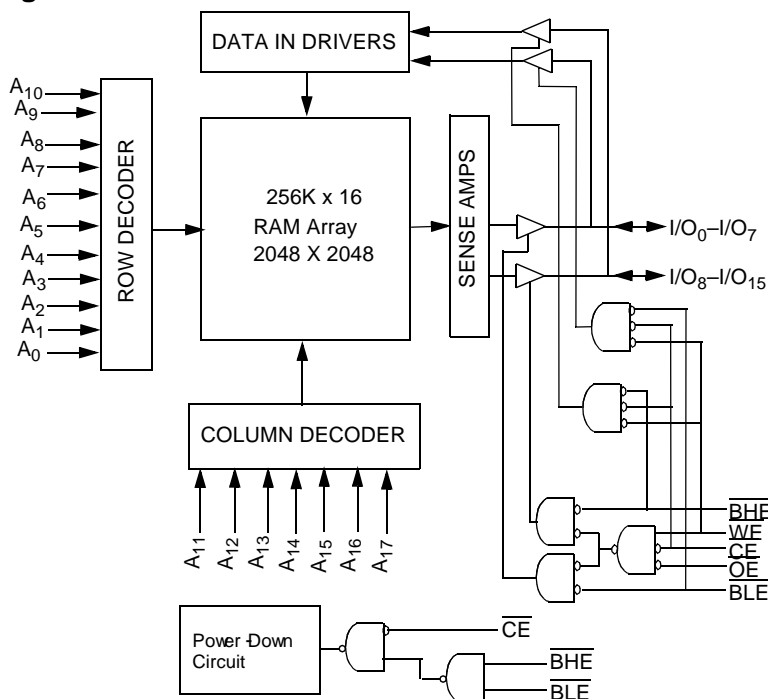 DATA IN DRIVERS
A10
A9
A8
A7
A6
A5
A4
A3
A2
A1
A0
ROW DECODER
256K x 16
RAM Array
2048 X 2048
SENSE AMPS
I/O0–I/O7
I/O8–I/O15
COLUMN DECODER
A11
A12
A13
A14
A15
A16
A17
BHE
WE
CE
OE
BLE
Power-Down
Circuit
CE
BHE
BLE